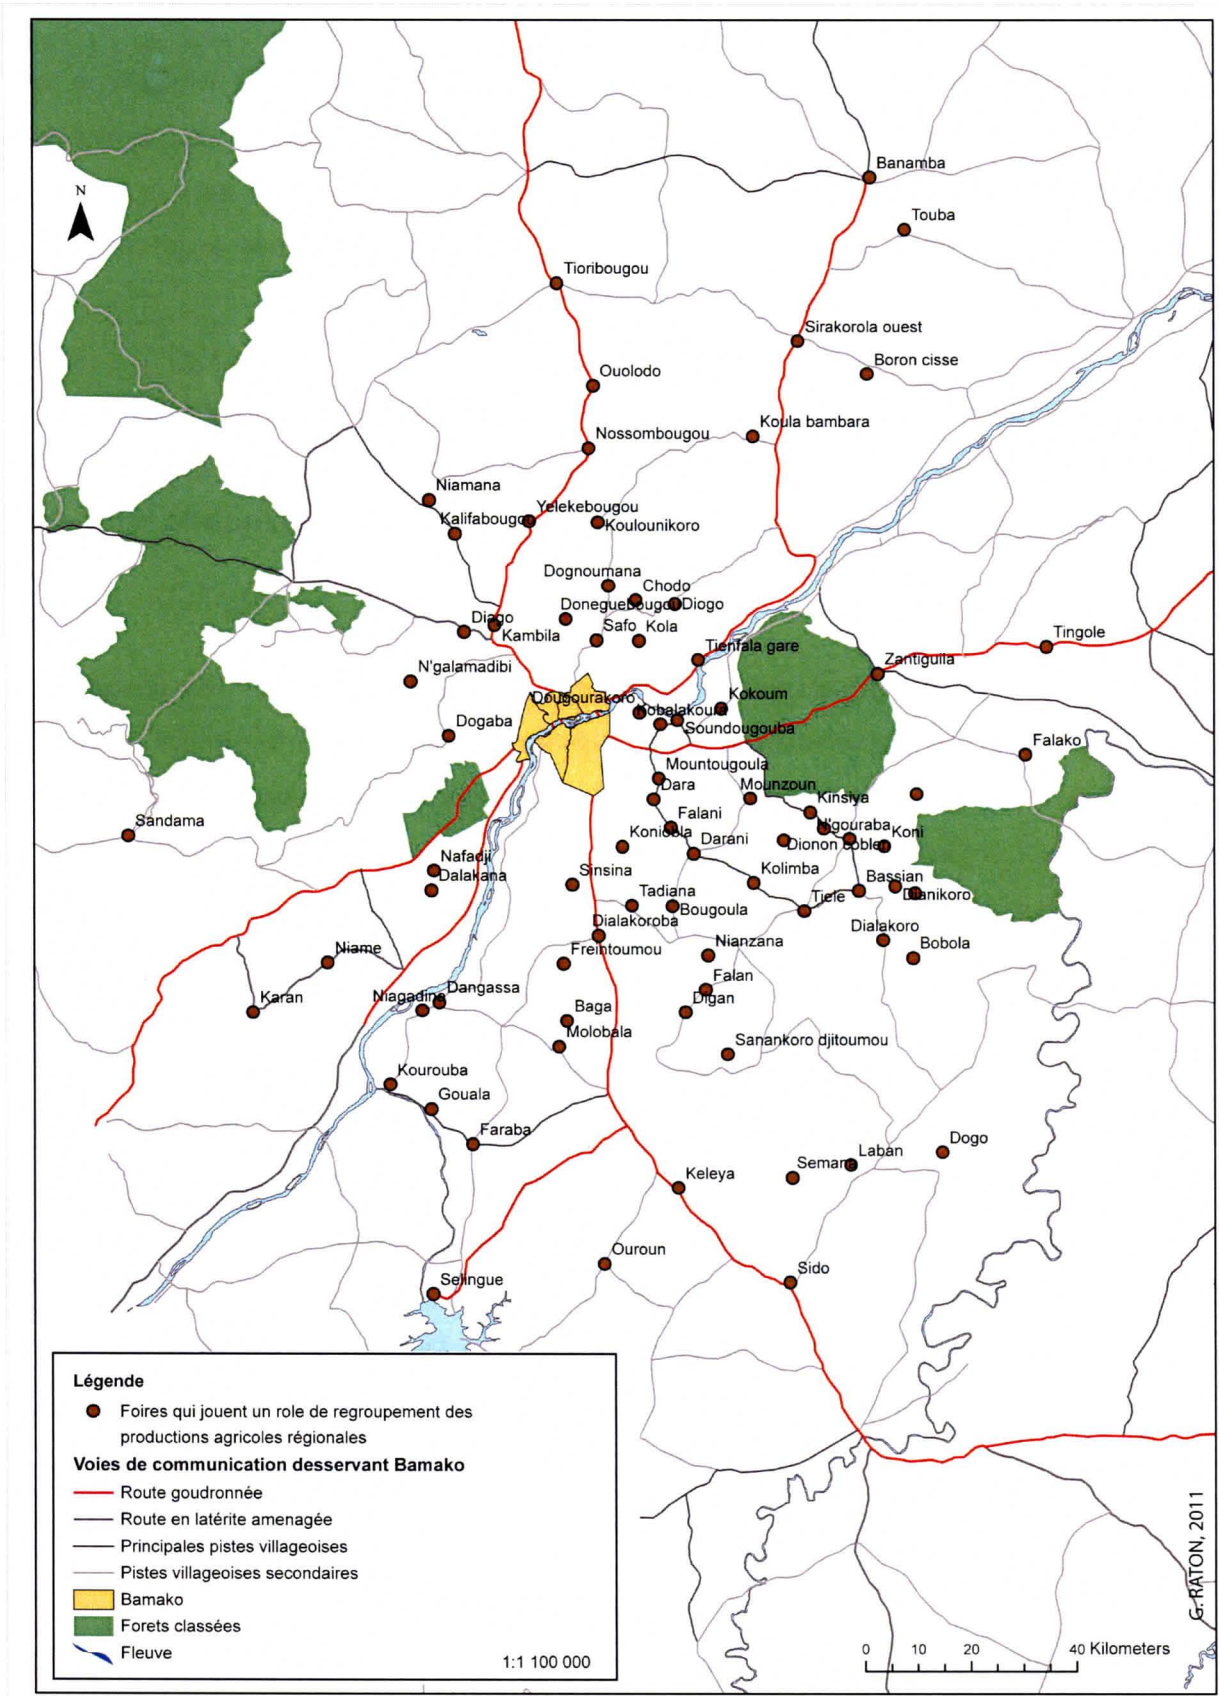 Banamba
N
Touba
Tioribougou
Sirakorola ouest
Boron cisse
Ouolodo
Koula bambara
Nossombougou
Niamana
Yelekebougou
Kalifabougou
Koulounikoro
Dognoumana
Chodo
Doneguebougou
Diogo
Diago
Kambila
Safo
Kola
Tienfala gare
Tingole
Zantiguila
N'galamadibi
Dougourakoro
Kokoum
Kobalakoura
Dogaba
Soundougouba
Falako
Mountougoula
Dara
Mounzoun
Kinsiya
Sandama
Falani
N'gouraba
Koniobla
Darani
Koni
Dionon coblen
Nafadji
Dalakana
Sinsina
Kolimba
Bassian
Tadiana
Tiele
Dianikoro
Bougoula
Dialakoroba
Dialakoro
Niame
Freintoumou
Nianzana
Bobola
Falan
Dangassa
Karan
Niagadina
Digan
Baga
Molobala
Sanankoro djitoumou
Kourouba
Gouala
Faraba
Laban
Dogo
Semana
Keleya
Ouroun
Sido
Selingue
Légende
Foires qui jouent un role de regroupement des
productions agricoles régionales
Voies de communication desservant Bamako
Route goudronnée
Route en latérite amenagée
Principales pistes villageoises
Pistes villageoises secondaires
Bamako
Forets classées
Fleuve
1:1 100 000
0 10 20 40 Kilometers
G. RATON, 2011